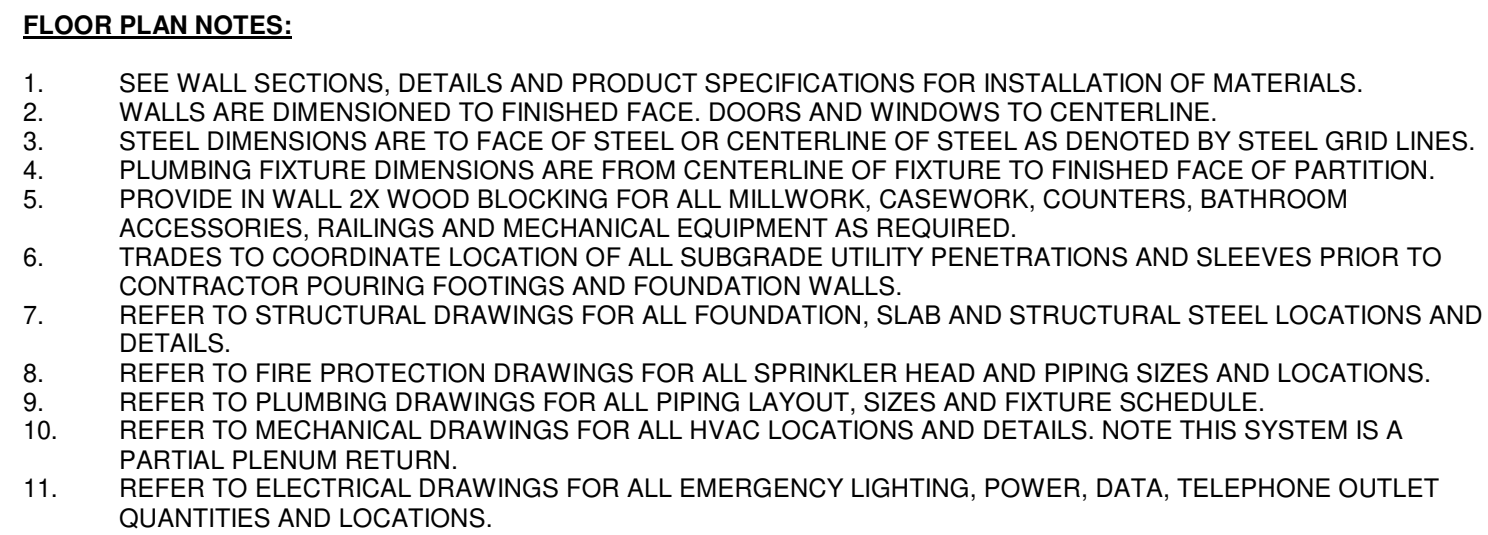 FLOOR PLAN NOTES:
1. SEE WALL SECTIONS, DETAILS AND PRODUCT SPECIFICATIONS FOR INSTALLATION OF MATERIALS.
2. WALLS ARE DIMENSIONED TO FINISHED FACE. DOORS AND WINDOWS TO CENTERLINE.
3. STEEL DIMENSIONS ARE TO FACE OF STEEL OR CENTERLINE OF STEEL AS DENOTED BY STEEL GRID LINES.
4. PLUMBING FIXTURE DIMENSIONS ARE FROM CENTERLINE OF FIXTURE TO FINISHED FACE OF PARTITION.
5. PROVIDE IN WALL 2X WOOD BLOCKING FOR ALL MILLWORK, CASEWORK, COUNTERS, BATHROOM
ACCESSORIES, RAILINGS AND MECHANICAL EQUIPMENT AS REQUIRED.
6. TRADES TO COORDINATE LOCATION OF ALL SUBGRADE UTILITY PENETRATIONS AND SLEEVES PRIOR TO
CONTRACTOR POURING FOOTINGS AND FOUNDATION WALLS.
7. REFER TO STRUCTURAL DRAWINGS FOR ALL FOUNDATION, SLAB AND STRUCTURAL STEEL LOCATIONS AND
DETAILS.
8. REFER TO FIRE PROTECTION DRAWINGS FOR ALL SPRINKLER HEAD AND PIPING SIZES AND LOCATIONS.
9. REFER TO PLUMBING DRAWINGS FOR ALL PIPING LAYOUT, SIZES AND FIXTURE SCHEDULE.
10. REFER TO MECHANICAL DRAWINGS FOR ALL HVAC LOCATIONS AND DETAILS. NOTE THIS SYSTEM IS A
PARTIAL PLENUM RETURN.
11. REFER TO ELECTRICAL DRAWINGS FOR ALL EMERGENCY LIGHTING, POWER, DATA, TELEPHONE OUTLET
QUANTITIES AND LOCATIONS.